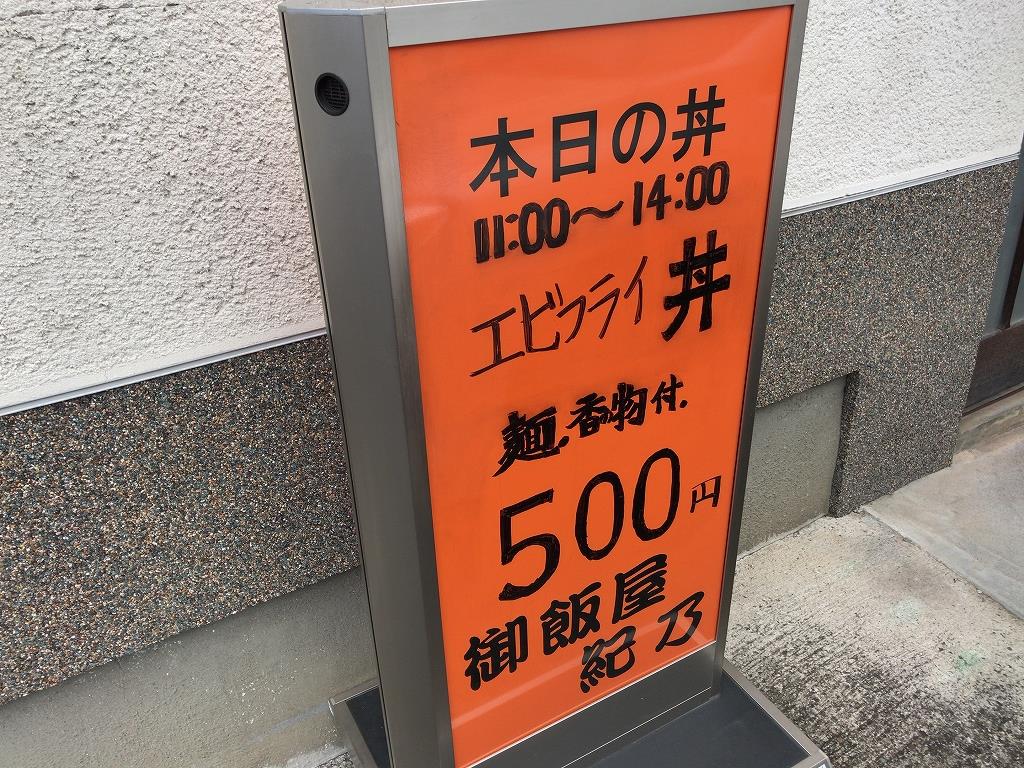 本日の丼
11:00～14:00
エビフライ丼
麺.香物付.
500円
御飯屋
紀乃